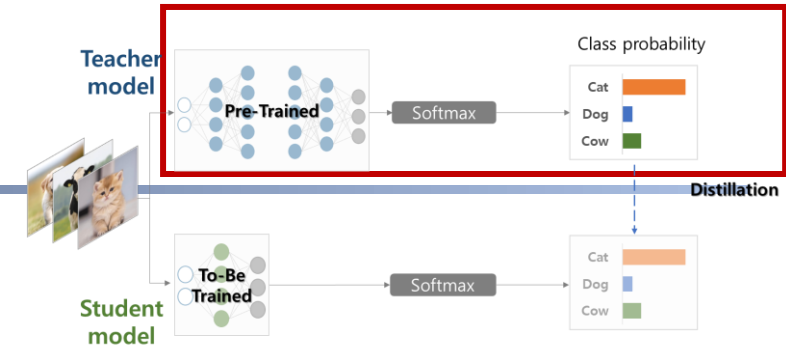 Class probability
Teacher
model
Pre-Trained
Softmax
Cat
Dog
Cow
Distillation
To-Be
Trained
Softmax
Cat
Dog
Cow
Student
model